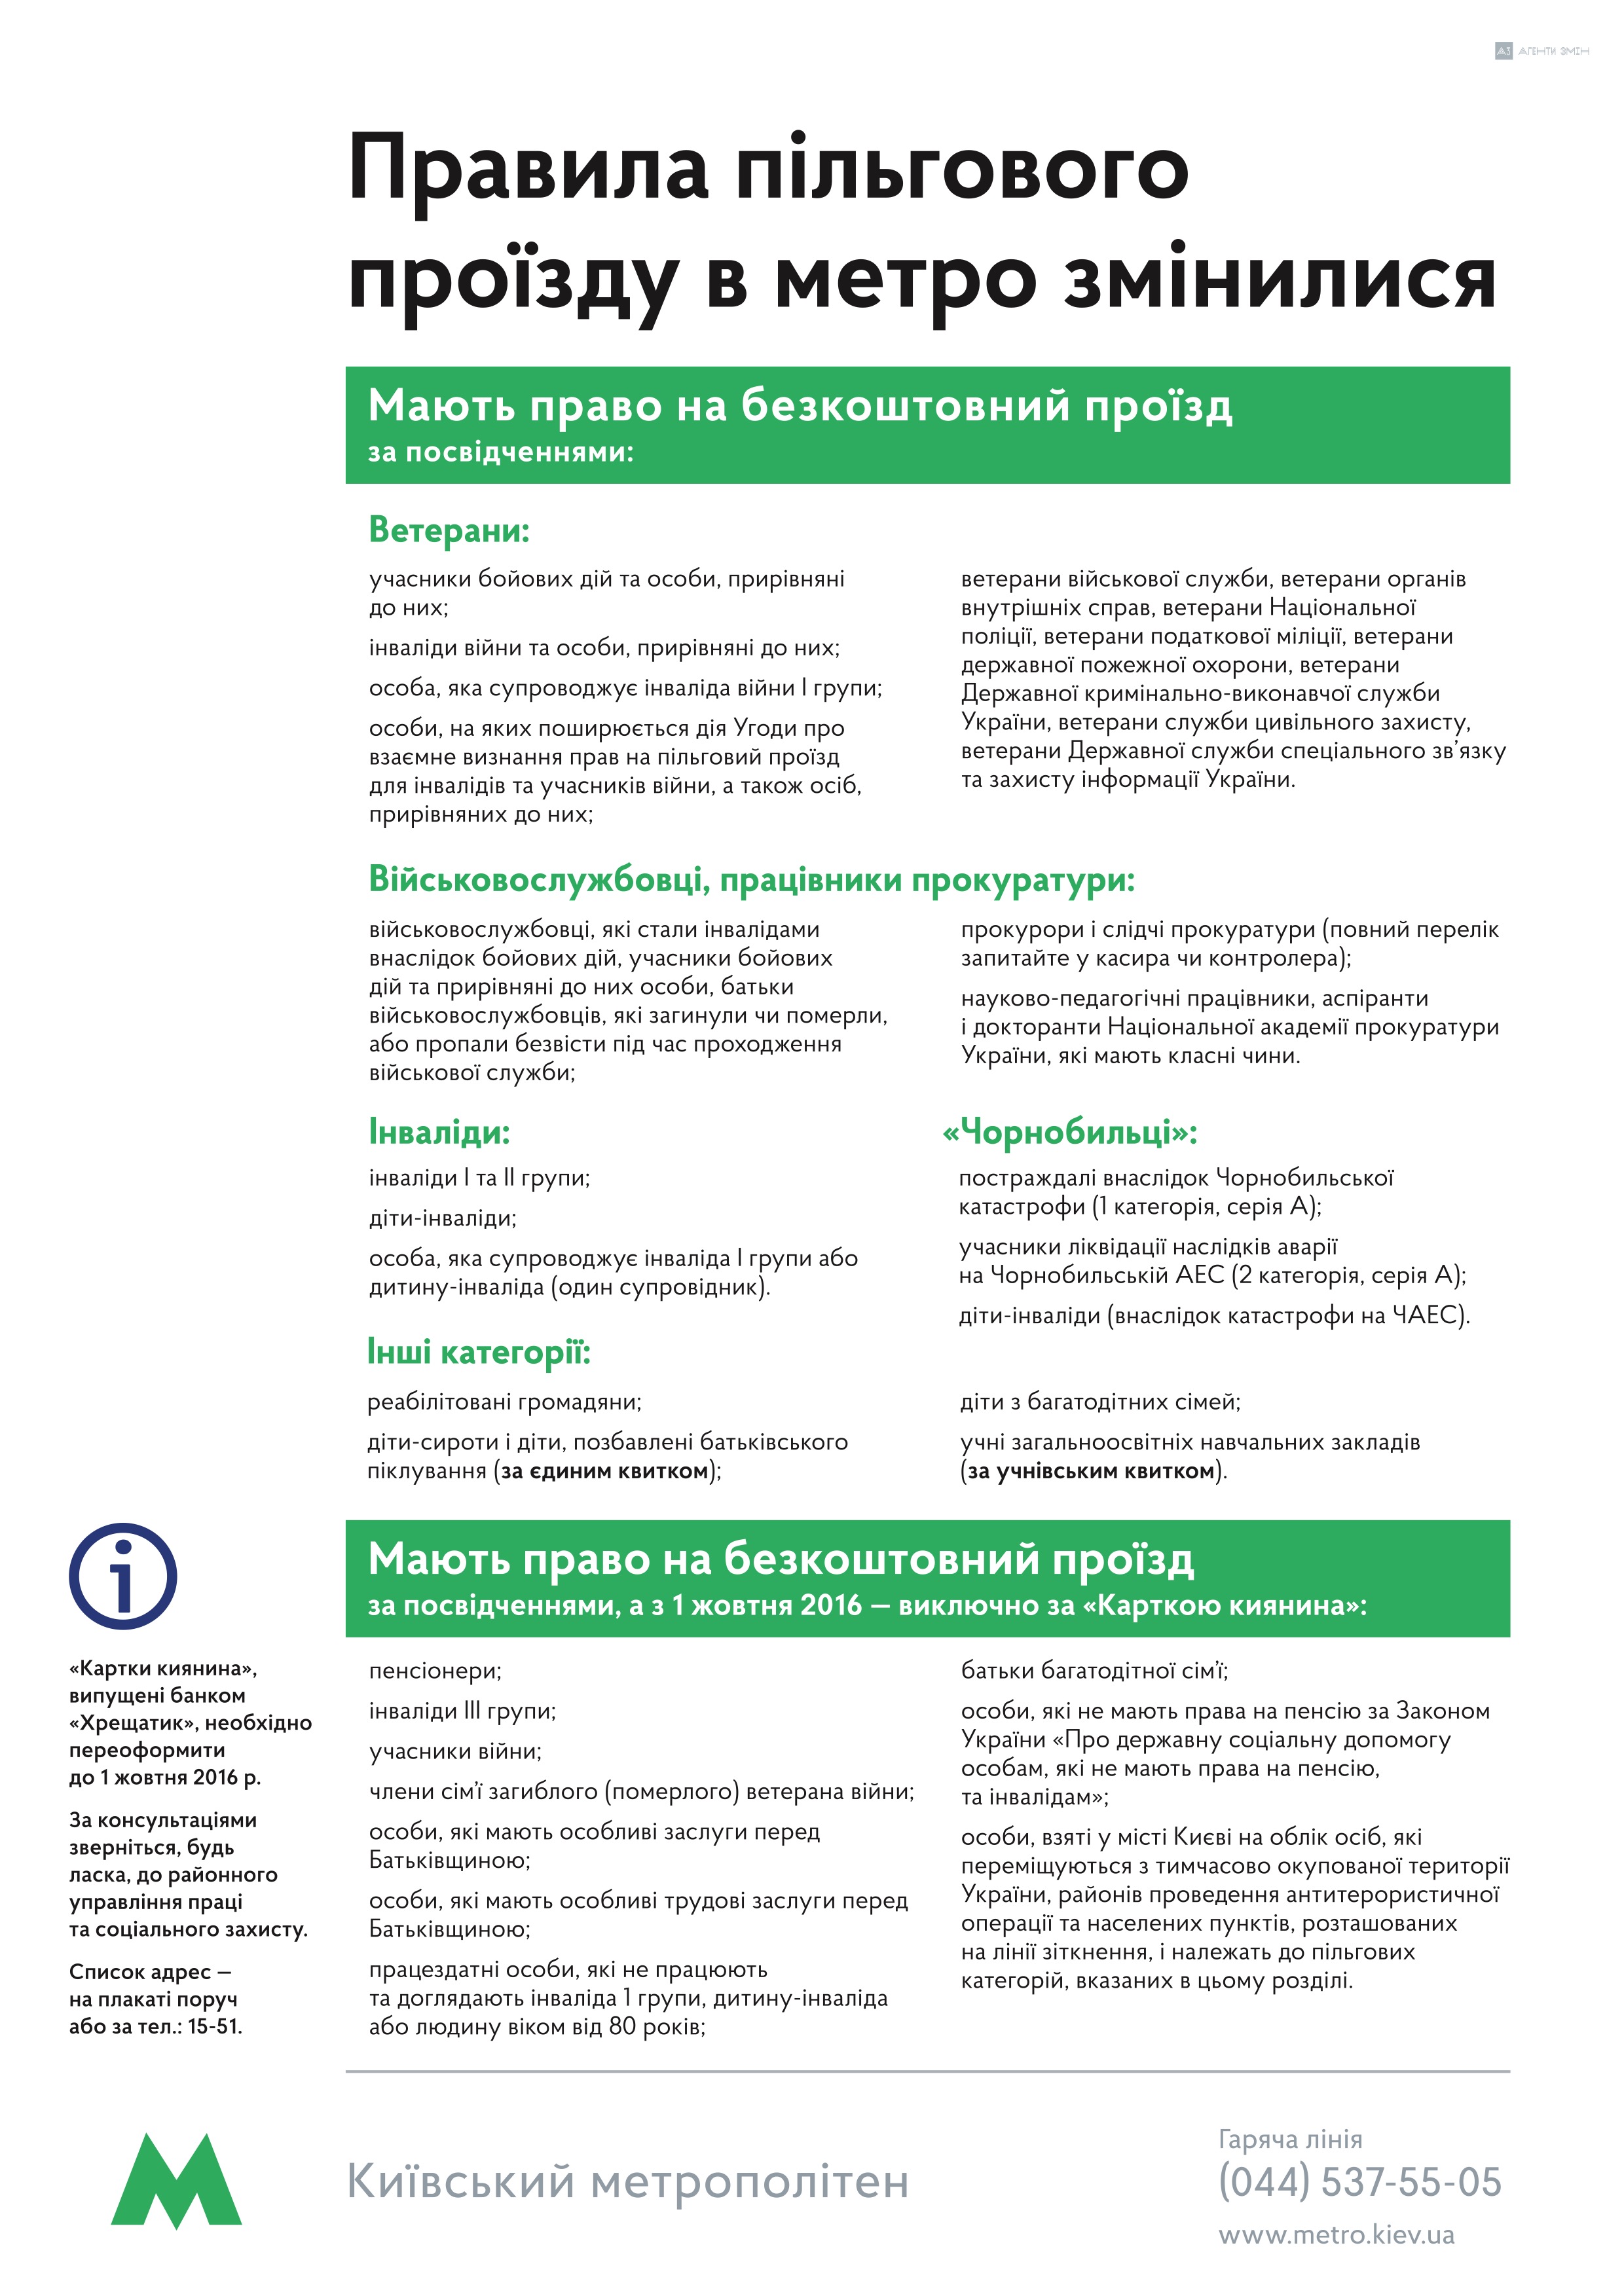 АЗ АГЕНТИ ЗМІН
Правила пільгового
проїзду в метро змінилися
Мають право на безкоштовний проїзд
за посвідченнями:
Ветерани:
учасники бойових дій та особи, прирівняні
до них;
інваліди війни та особи, прирівняні до них;
особа, яка супроводжує інваліда війни I групи;
особи, на яких поширюється дія Угоди про
взаємне визнання прав на пільговий проїзд
для інвалідів та учасників війни, а також осіб,
прирівняних до них;
ветерани військової служби, ветерани органів
внутрішніх справ, ветерани Національної
поліції, ветерани податкової міліції, ветерани
державної пожежної охорони, ветерани
Державної кримінально-виконавчої служби
України, ветерани служби цивільного захисту,
ветерани Державної служби спеціального зв’язку
та захисту інформації України.
Військовослужбовці, працівники прокуратури:
військовослужбовці, які стали інвалідами
внаслідок бойових дій, учасники бойових
дій та прирівняні до них особи, батьки
військовослужбовців, які загинули чи померли,
або пропали безвісти під час проходження
військової служби;
прокурори і слідчі прокуратури (повний перелік
запитайте у касира чи контролера);
науково-педагогічні працівники, аспіранти
і докторанти Національної академії прокуратури
України, які мають класні чини.
Інваліди:
інваліди I та II групи;
діти-інваліди;
особа, яка супроводжує інваліда I групи або
дитину-інваліда (один супровідник).
«Чорнобильці»:
постраждалі внаслідок Чорнобильської
катастрофи (1 категорія, серія А);
учасники ліквідації наслідків аварії
на Чорнобильській АЕС (2 категорія, серія А);
діти-інваліди (внаслідок катастрофи на ЧАЕС).
Інші категорії:
реабілітовані громадяни;
діти-сироти і діти, позбавлені батьківського
піклування (за єдиним квитком);
діти з багатодітних сімей;
учні загальноосвітніх навчальних закладів
(за учнівським квитком).
Мають право на безкоштовний проїзд
за посвідченнями, а з 1 жовтня 2016 — виключно за «Карткою киянина»:
пенсіонери;
інваліди III групи;
учасники війни;
члени сім’ї загиблого (померлого) ветерана війни;
особи, які мають особливі заслуги перед
Батьківщиною;
особи, які мають особливі трудові заслуги перед
Батьківщиною;
працездатні особи, які не працюють
та доглядають інваліда 1 групи, дитину-інваліда
або людину віком від 80 років;
батьки багатодітної сім’ї;
особи, які не мають права на пенсію за Законом
України «Про державну соціальну допомогу
особам, які не мають права на пенсію,
та інвалідам»;
особи, взяті у місті Києві на облік осіб, які
переміщуються з тимчасово окупованої території
України, районів проведення антитерористичної
операції та населених пунктів, розташованих
на лінії зіткнення, і належать до пільгових
категорій, вказаних в цьому розділі.
i
«Картки киянина»,
випущені банком
«Хрещатик», необхідно
переоформити
до 1 жовтня 2016 р.
За консультаціями
зверніться, будь
ласка, до районного
управління праці
та соціального захисту.
Список адрес —
на плакаті поруч
або за тел.: 15-51.
Київський метрополітен
Гаряча лінія
(044) 537-55-05
www.metro.kiev.ua